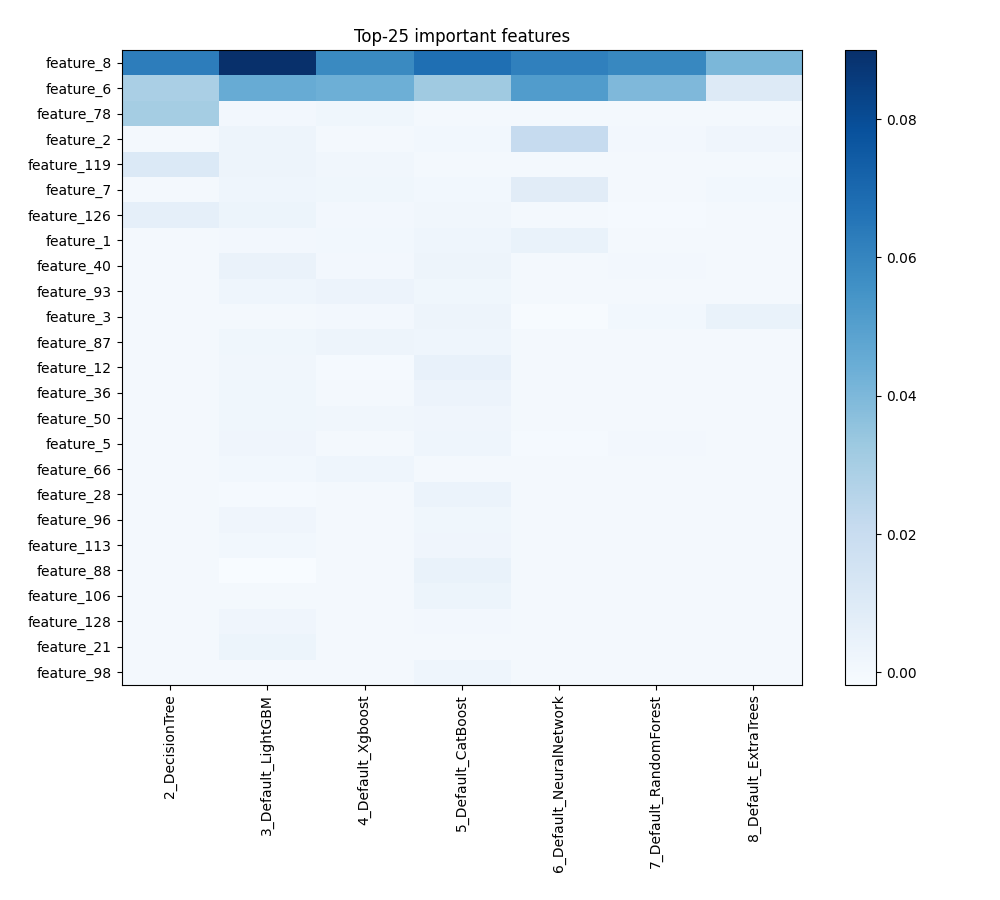 Top-25 important features
feature_8
feature_6
feature_78
feature_2
feature_119
feature_7
feature_126
feature_1
feature_40
feature_93
feature_3
feature_87
feature_12
feature_36
feature_50
feature_5
feature_66
feature_28
feature_96
feature_113
feature_88
feature_106
feature_128
feature_21
feature_98
2_DecisionTree
3_Default_LightGBM
4_Default_Xgboost
5_Default_CatBoost
6_Default_NeuralNetwork
7_Default_RandomForest
8_Default_ExtraTrees
0.08
0.06
0.04
0.02
0.00